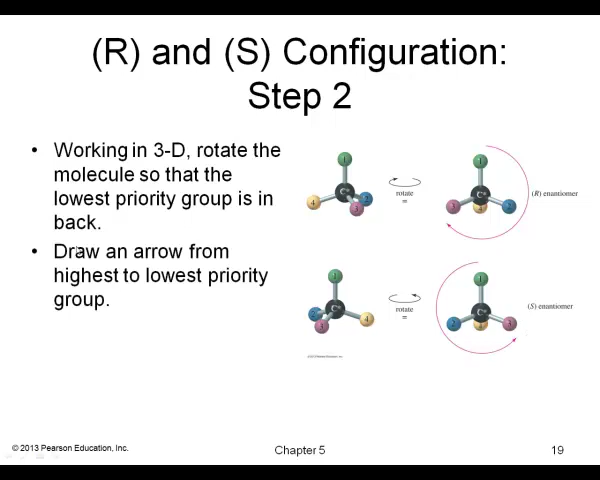 (R) and (S) Configuration:
Step 2
• Working in 3-D, rotate the
molecule so that the
lowest priority group is in
back.
• Draw an arrow from
highest to lowest priority
group.
1
C*
4
2
3
rotate
=
1
C*
3
4
2
(R) enantiomer
1
C*
2
3
4
rotate
=
1
C*
2
4
3
(S) enantiomer
© 2013 Pearson Education, Inc.
Chapter 5
19